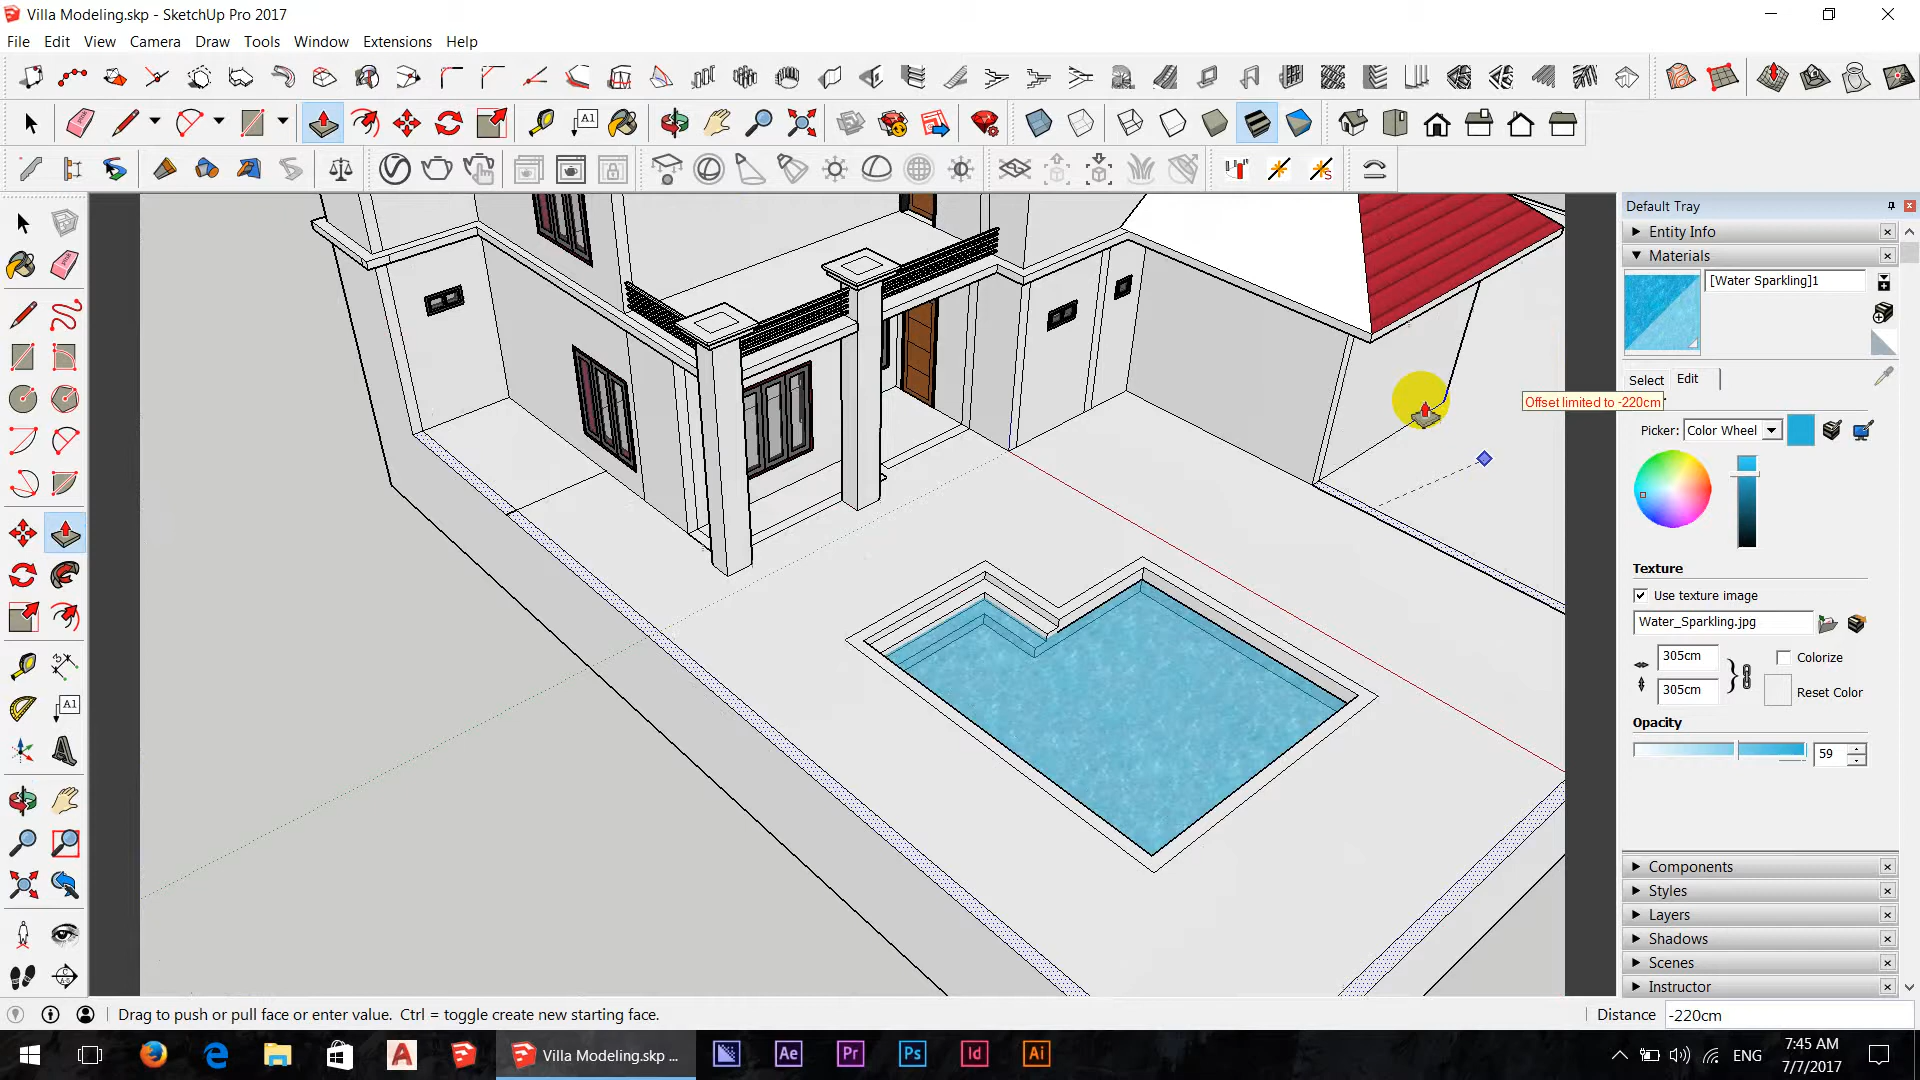 Villa Modeling.skp - SketchUp Pro 2017
File Edit View Camera Draw Tools Window Extensions Help
A1
Default Tray
Entity Info
Materials
[Water Sparkling]1
Select Edit
Offset limited to -220cm
Picker: Color Wheel
Texture
Use texture image
Water_Sparkling.jpg
305cm
Colorize
305cm
Reset Color
Opacity
59
A1
Components
Styles
Layers
Shadows
Scenes
Instructor
Drag to push or pull face or enter value. Ctrl = toggle create new starting face.
Distance -220cm
Villa Modeling.skp ...
Ae
Pr
Ps
Id
Ai
ENG
7:45 AM
7/7/2017